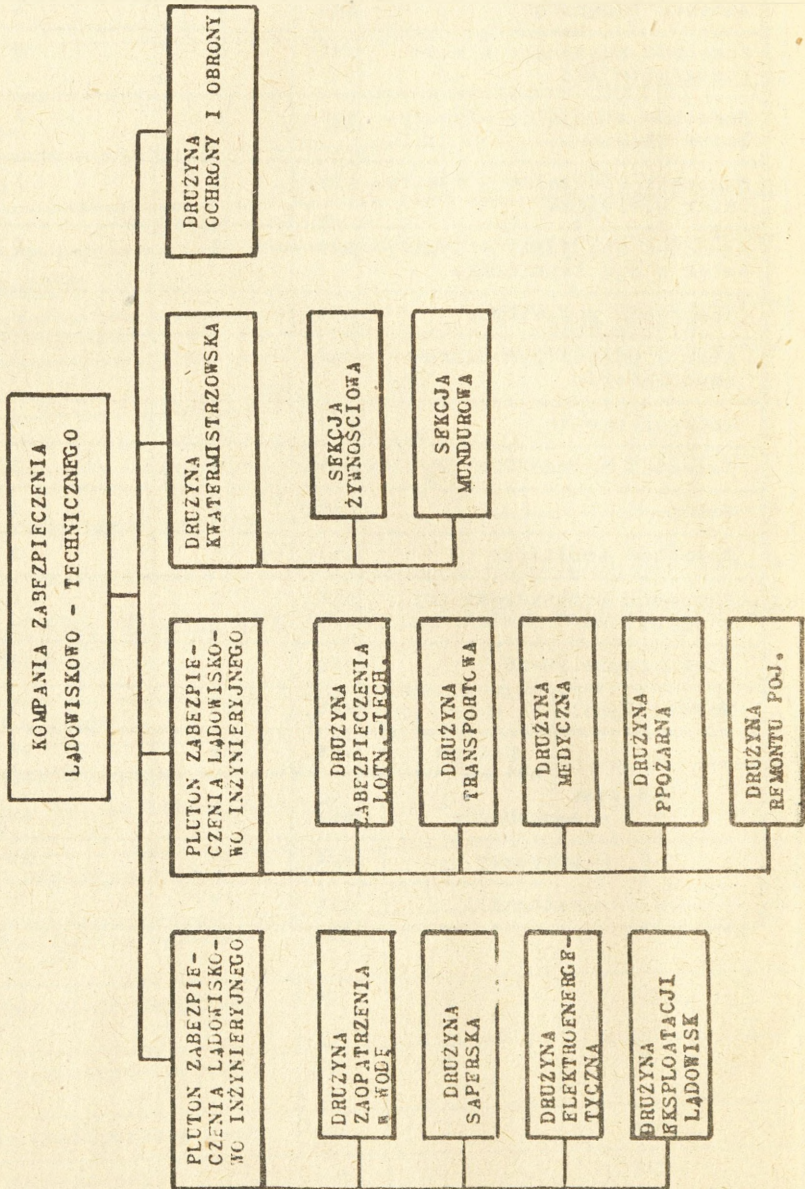 KOMPANIA ZABEZPIECZENIA
LĄDOWISKOWO - TECHNICZNEGO
PLUTON ZABEZPIE-
CZENIA LĄDOWISKO-
WO INŻYNIERYJNEGO
DRUŻYNA
ZAOPATRZENIA
W WODĘ
DRUŻYNA
SAPERSKA
DRUŻYNA
ELEKTROENERGE-
TYCZNA
DRUŻYNA
EKSPLOATACJI
LĄDOWISK
PLUTON ZABEZPIE-
CZENIA LĄDOWISKO-
WO INŻYNIERYJNEGO
DRUŻYNA
ZABEZPIECZENIA
LOTN.-TECH.
DRUŻYNA
TRANSPORTOWA
DRUŻYNA
MEDYCZNA
DRUŻYNA
PPOŻARNA
DRUŻYNA
REMONTU POJ.
DRUŻYNA
KWATERMISTRZOWSKA
SEKCJA
ŻYWNOŚCIOWA
SEKCJA
MUNDUROWA
DRUŻYNA
OCHRONY I OBRONY